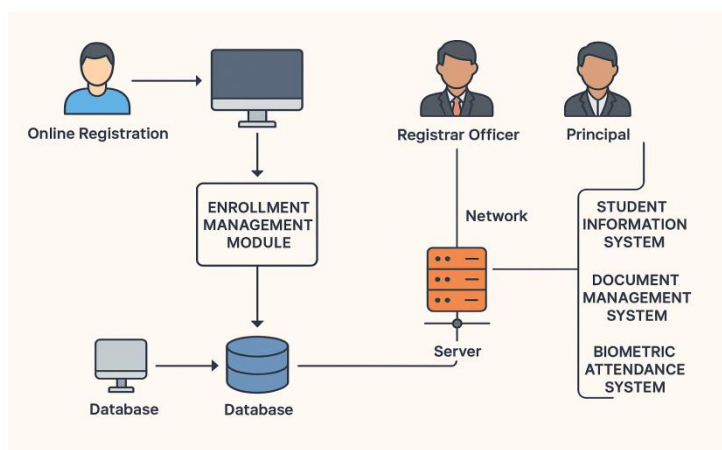 Online Registration
Registrar Officer
Principal
ENROLLMENT
MANAGEMENT
MODULE
Network
STUDENT
INFORMATION
SYSTEM
DOCUMENT
MANAGEMENT
SYSTEM
Server
BIOMETRIC
ATTENDANCE
SYSTEM
Database
Database